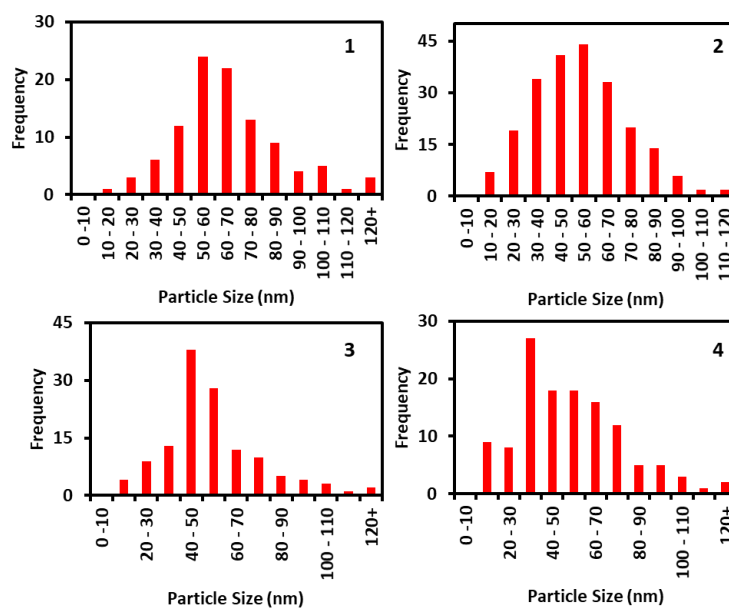 1
Frequency
30
20
10
0
0 -10
10 - 20
20 - 30
30 - 40
40 - 50
50 - 60
60 - 70
70 - 80
80 - 90
90 - 100
100 - 110
110 - 120
120+
Particle Size (nm)
2
Frequency
45
30
15
0
0 -10
10 - 20
20 - 30
30 - 40
40 - 50
50 - 60
60 - 70
70 - 80
80 - 90
90 - 100
100 - 110
110 - 120
Particle Size (nm)
3
Frequency
45
30
15
0
0 -10
20 - 30
40 - 50
60 - 70
80 - 90
100 - 110
120+
Particle Size (nm)
4
Frequency
30
20
10
0
0 -10
20 - 30
40 - 50
60 - 70
80 - 90
100 - 110
120+
Particle Size (nm)